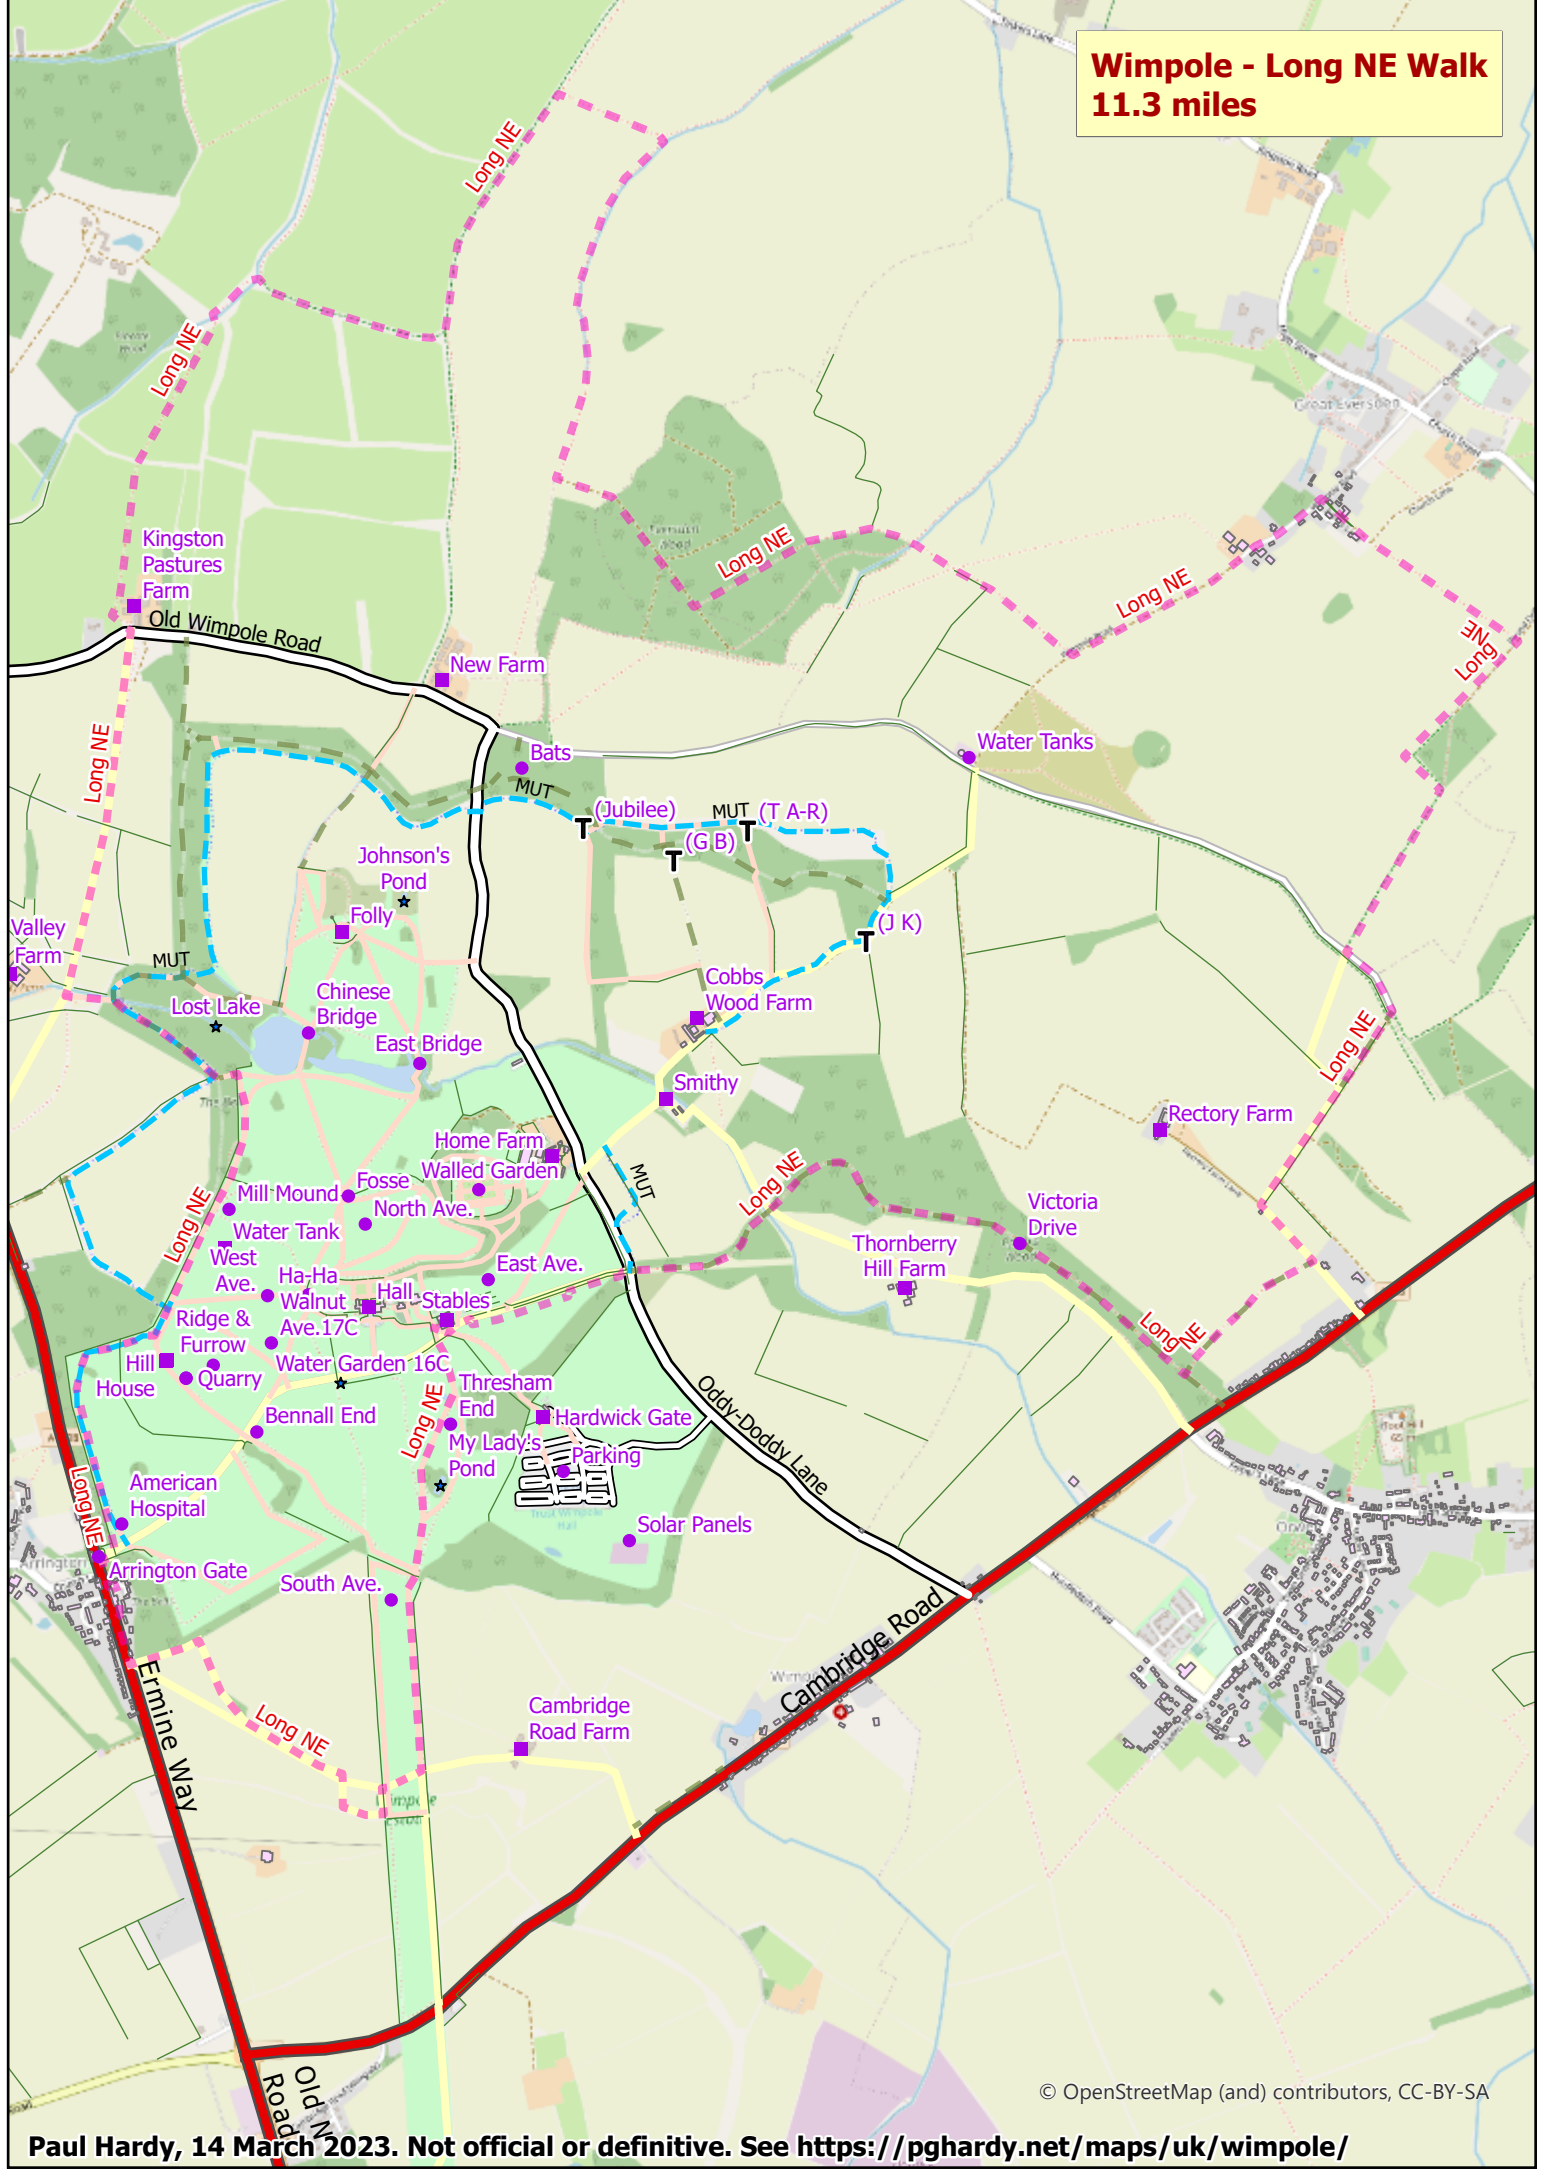 Wimpole - Long NE Walk
11.3 miles
Long NE
Long NE
Great Eversden
Kingston
Pastures
Farm
Long NE
Long NE
Old Wimpole Road
New Farm
Long NE
Long NE
Bats
MUT
Water Tanks
(Jubilee)
MUT
(T A-R)
(G B)
Johnson's
Pond
Folly
(J K)
Valley
Farm
MUT
Lost Lake
Chinese
Bridge
Cobbs
Wood Farm
East Bridge
Long NE
Smithy
Rectory Farm
Home Farm
Walled Garden
MUT
Long NE
Fosse
Mill Mound
North Ave.
Victoria
Drive
Long NE
Water Tank
West
Ave.
East Ave.
Thornberry
Hill Farm
Ha-Ha
Hall
Stables
Walnut
Ave.17C
Ridge &
Furrow
Long NE
Hill
House
Quarry
Water Garden 16C
Thresham
End
Long NE
Oddy-Doddy Lane
Bennall End
Hardwick Gate
My Lady's
Pond
Parking
American
Hospital
Long NE
Solar Panels
Arrington
Arrington Gate
South Ave.
Ermine Way
Cambridge Road
Long NE
Cambridge
Road Farm
Wimpole
Old N
Road
© OpenStreetMap (and) contributors, CC-BY-SA
Paul Hardy, 14 March 2023. Not official or definitive. See https://pghardy.net/maps/uk/wimpole/